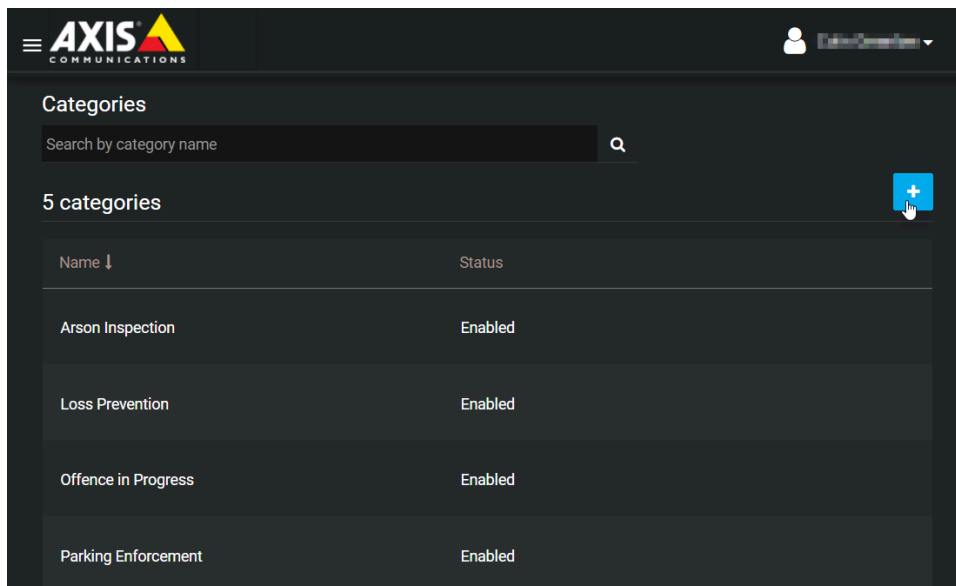 AXIS
COMMUNICATIONS
Categories
Search by category name
5 categories
Name Status
Arson Inspection Enabled
Loss Prevention Enabled
Offence in Progress Enabled
Parking Enforcement Enabled